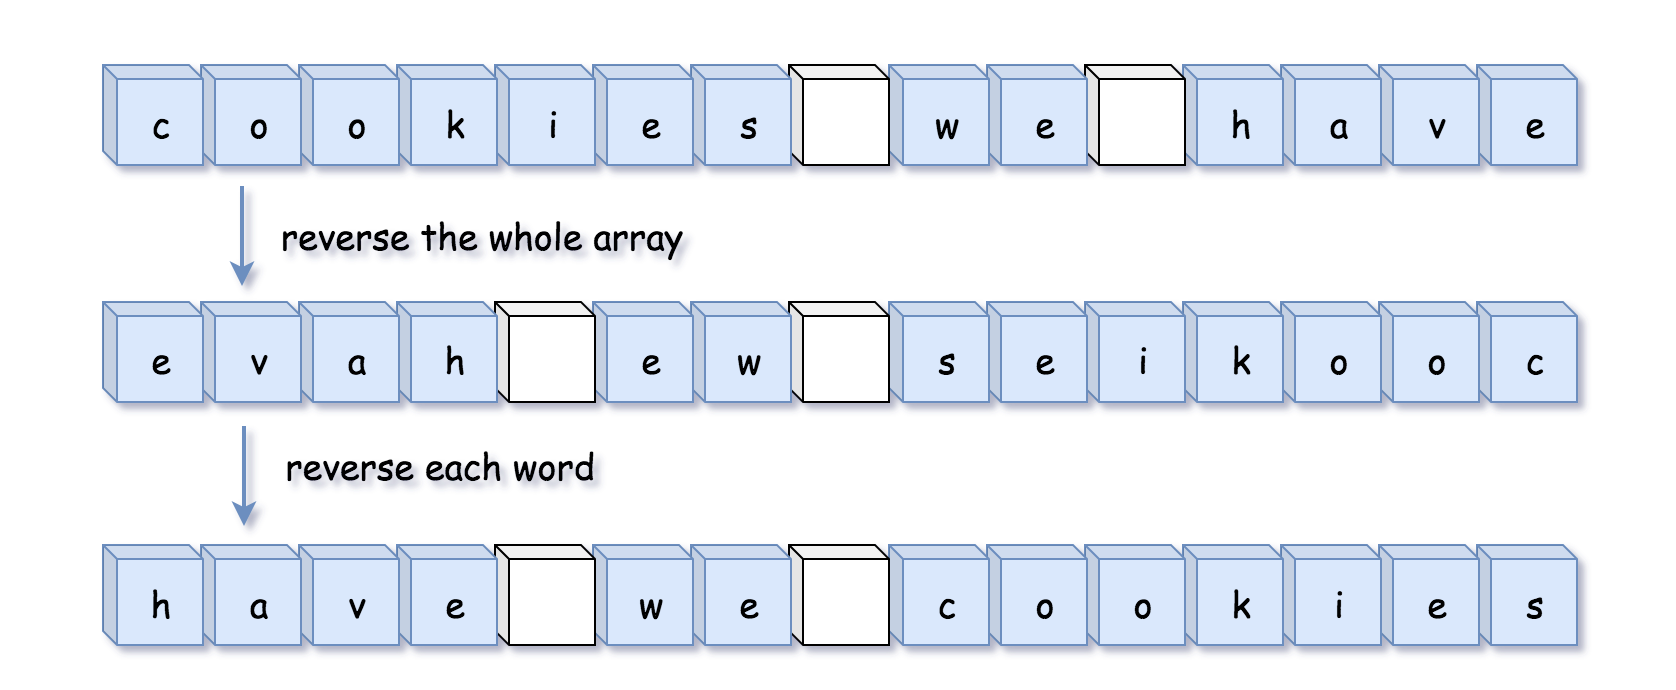 c o o k i e s w e h a v e
reverse the whole array
e v a h e w s e i k o o c
reverse each word
h a v e w e c o o k i e s